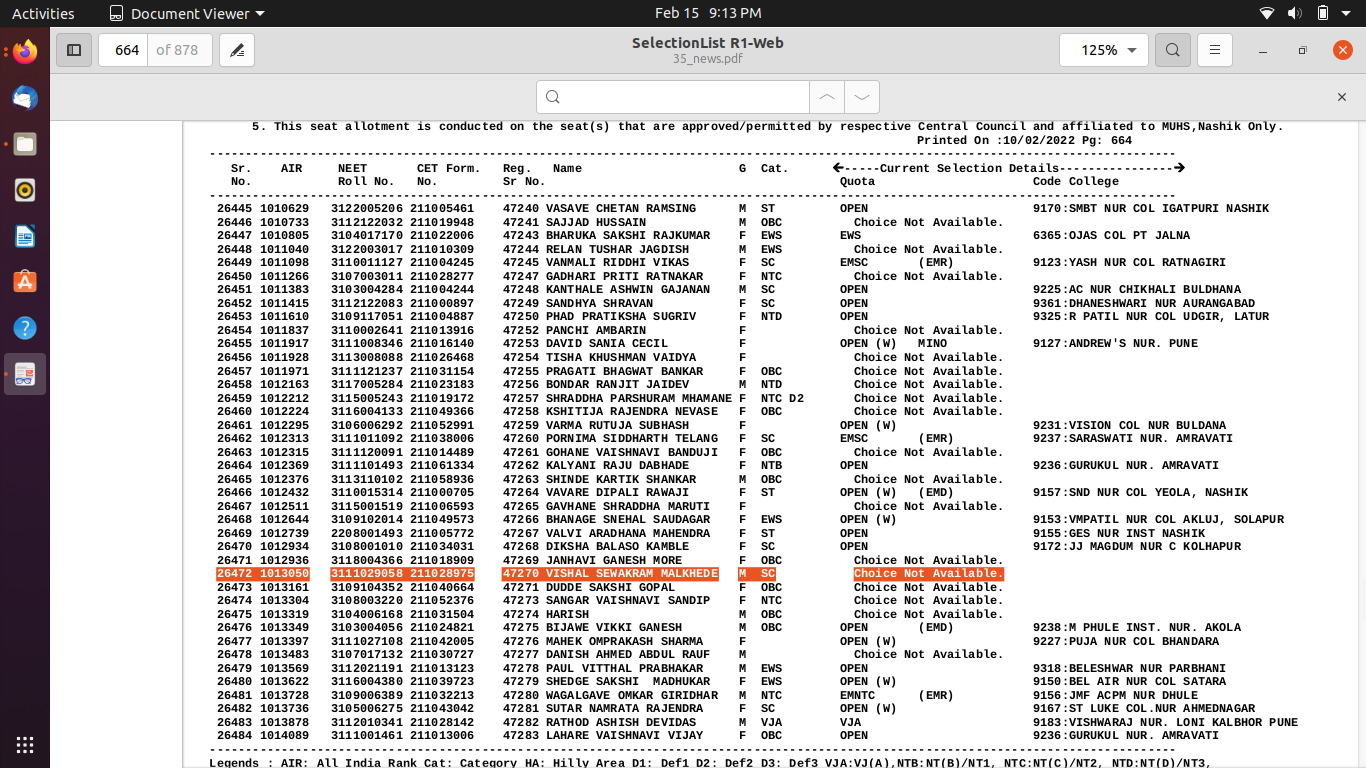 Activities Document Viewer Feb 15 9:13 PM
664 of 878 SelectionList R1-Web 125%
35_news.pdf
5. This seat allotment is conducted on the seat(s) that are approved/permitted by respective Central Council and affiliated to MUHS,Nashik Only.
Printed On :10/02/2022 Pg: 664
Sr. AIR NEET CET Form. Reg. Name G Cat. <-----Current Selection Details---------------->
No. Roll No. No. Sr No. Quota Code College
26445 1010629 3122005206 211005461 47240 VASAVE CHETAN RAMSING M ST OPEN 9170:SMBT NUR COL IGATPURI NASHIK
26446 1010733 3112122032 211019948 47241 SAJJAD HUSSAIN M OBC Choice Not Available.
26447 1010805 3104017170 211022006 47243 BHARUKA SAKSHI RAJKUMAR F EWS EWS 6365:OJAS COL PT JALNA
26448 1011040 3122003017 211010309 47244 RELAN TUSHAR JAGDISH M EWS Choice Not Available.
26449 1011098 3110011127 211004245 47245 VANMALI RIDDHI VIKAS F SC EMSC (EMR) 9123:YASH NUR COL RATNAGIRI
26450 1011266 3107003011 211028277 47247 GADHARI PRITI RATNAKAR F NTC Choice Not Available.
26451 1011383 3103004284 211004244 47248 KANTHALE ASHWIN GAJANAN M SC OPEN 9225:AC NUR CHIKHALI BULDHANA
26452 1011415 3112122083 211000897 47249 SANDHYA SHRAVAN F SC OPEN 9361:DHANESHWARI NUR AURANGABAD
26453 1011610 3109117051 211004887 47250 PHAD PRATIKSHA SUGRIV F NTD OPEN 9325:R PATIL NUR COL UDGIR, LATUR
26454 1011837 3110002641 211013916 47252 PANCHI AMBARIN F Choice Not Available.
26455 1011917 3111008346 211016140 47253 DAVID SANIA CECIL F OPEN (W) MINO 9127:ANDREW'S NUR. PUNE
26456 1011928 3113008088 211026468 47254 TISHA KHUSHMAN VAIDYA F Choice Not Available.
26457 1011971 3111121237 211031154 47255 PRAGATI BHAGWAT BANKAR F OBC Choice Not Available.
26458 1012163 3117005284 211023183 47256 BONDAR RANJIT JAIDEV M NTD Choice Not Available.
26459 1012212 3115005243 211019172 47257 SHRADDHA PARSHURAM MHAMANE F NTC D2 Choice Not Available.
26460 1012224 3116004133 211049366 47258 KSHITIJA RAJENDRA NEVASE F OBC Choice Not Available.
26461 1012295 3106006292 211052991 47259 VARMA RUTUJA SUBHASH F OPEN (W) 9231:VISION COL NUR BULDANA
26462 1012313 3111011092 211038006 47260 PORNIMA SIDDHARTH TELANG F SC EMSC (EMR) 9237:SARASWATI NUR. AMRAVATI
26463 1012315 3111120091 211014489 47261 GOHANE VAISHNAVI BANDUJI F OBC Choice Not Available.
26464 1012369 3111101493 211061334 47262 KALYANI RAJU DABHADE F NTB OPEN 9236:GURUKUL NUR. AMRAVATI
26465 1012376 3113110102 211058936 47263 SHINDE KARTIK SHANKAR M OBC Choice Not Available.
26466 1012432 3110015314 211000705 47264 VAVARE DIPALI RAWAJI F ST OPEN (W) (EMD) 9157:SND NUR COL YEOLA, NASHIK
26467 1012511 3115001519 211006593 47265 GAVHANE SHRADDHA MARUTI F Choice Not Available.
26468 1012644 3109102014 211049573 47266 BHANAGE SNEHAL SAUDAGAR F EWS OPEN (W) 9153:VMPATIL NUR COL AKLUJ, SOLAPUR
26469 1012739 2208001493 211005772 47267 VALVI ARADHANA MAHENDRA F ST OPEN 9155:GES NUR INST NASHIK
26470 1012934 3108001010 211034031 47268 DIKSHA BALASO KAMBLE F SC OPEN 9172:JJ MAGDUM NUR C KOLHAPUR
26471 1012936 3118004366 211018909 47269 JANHAVI GANESH MORE F OBC Choice Not Available.
26472 1013050 3111029058 211028975 47270 VISHAL SEWAKRAM MALKHEDE M SC Choice Not Available.
26473 1013161 3109104352 211040664 47271 DUDDE SAKSHI GOPAL F OBC Choice Not Available.
26474 1013304 3108003220 211052376 47273 SANGAR VAISHNAVI SANDIP F NTC Choice Not Available.
26475 1013319 3104006168 211031504 47274 HARISH M OBC Choice Not Available.
26476 1013349 3103004056 211024821 47275 BIJAWE VIKKI GANESH M OBC OPEN (EMD) 9238:M PHULE INST. NUR. AKOLA
26477 1013397 3111027108 211042005 47276 MAHEK OMPRAKASH SHARMA F OPEN (W) 9227:PUJA NUR COL BHANDARA
26478 1013483 3107017132 211030727 47277 DANISH AHMED ABDUL RAUF M Choice Not Available.
26479 1013569 3112021191 211013123 47278 PAUL VITTHAL PRABHAKAR M EWS OPEN 9318:BELESHWAR NUR PARBHANI
26480 1013622 3116004380 211039723 47279 SHEDGE SAKSHI MADHUKAR F EWS OPEN (W) 9150:BEL AIR NUR COL SATARA
26481 1013728 3109006389 211032213 47280 WAGALGAVE OMKAR GIRIDHAR M NTC EMNTC (EMR) 9156:JMF ACPM NUR DHULE
26482 1013736 3105006275 211043042 47281 SUTAR NAMRATA RAJENDRA F SC OPEN (W) 9167:ST LUKE COL.NUR AHMEDNAGAR
26483 1013878 3112010341 211028142 47282 RATHOD ASHISH DEVIDAS M VJA VJA 9183:VISHWARAJ NUR. LONI KALBHOR PUNE
26484 1014089 3111001461 211013006 47283 LAHARE VAISHNAVI VIJAY F OBC OPEN 9236:GURUKUL NUR. AMRAVATI
Legends : AIR: All India Rank Cat: Category HA: Hilly Area D1: Def1 D2: Def2 D3: Def3 VJA:VJ(A),NTB:NT(B)/NT1, NTC:NT(C)/NT2, NTD:NT(D)/NT3,